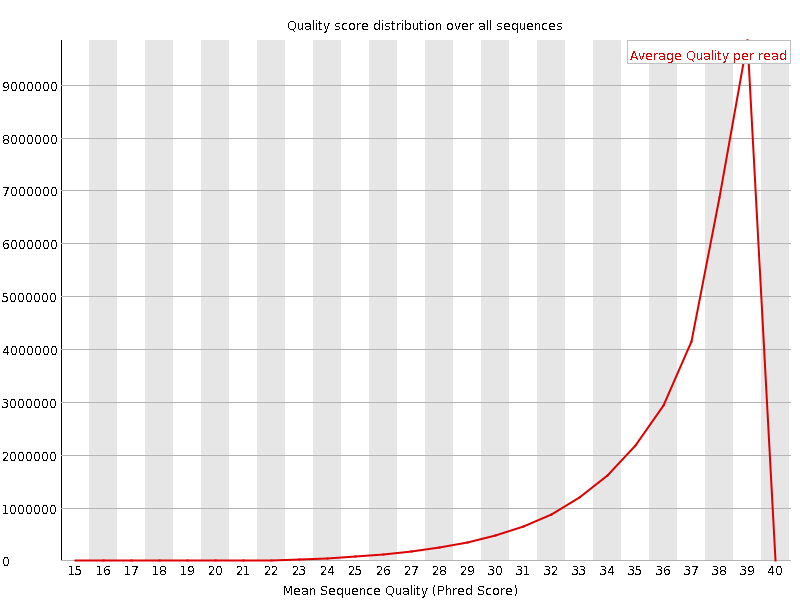 Quality score distribution over all sequences
Average Quality per read
9000000
8000000
7000000
6000000
5000000
4000000
3000000
2000000
1000000
0
15 16 17 18 19 20 21 22 23 24 25 26 27 28 29 30 31 32 33 34 35 36 37 38 39 40
Mean Sequence Quality (Phred Score)